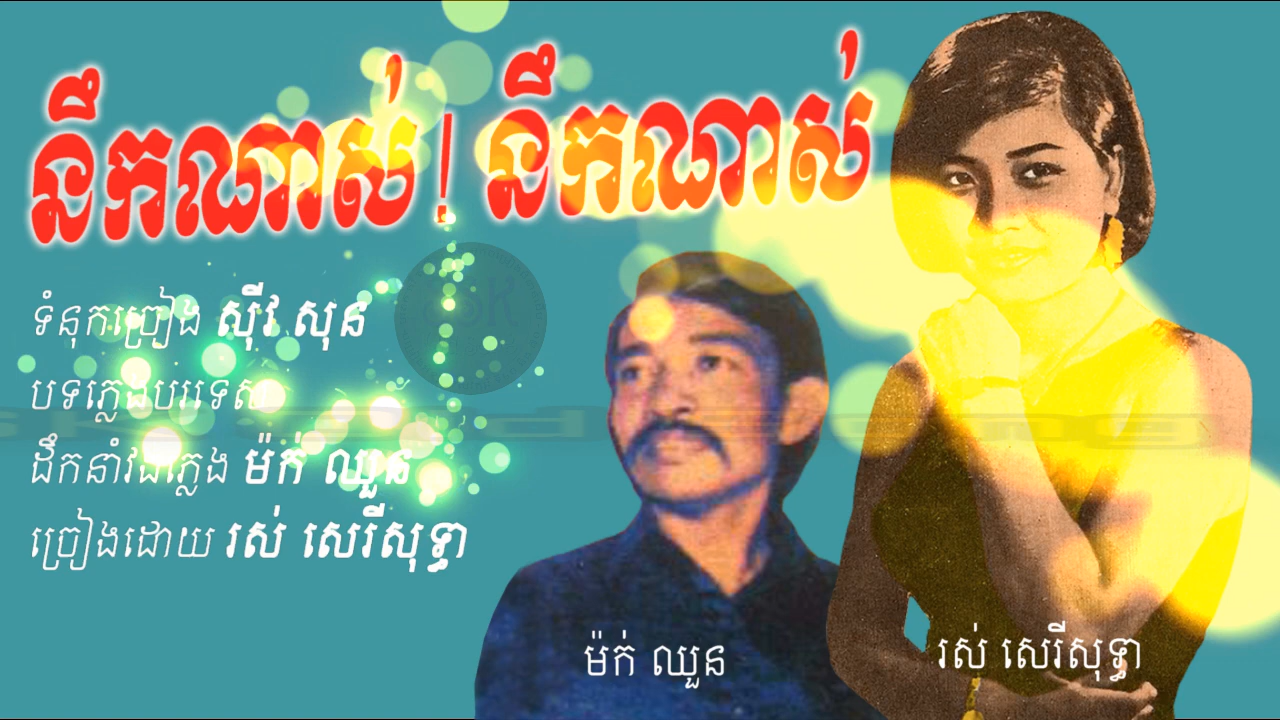 នឹកណាស់ ! នឹកណាស់
ទំនុកច្រៀង ស៊ីវ សុន
បទភ្លេងបរទេស
ដឹកនាំវង់ភ្លេង ម៉ក់ ឈួន
ច្រៀងដោយ រស់ សេរីសុទ្ធា
ម៉ក់ ឈួន
រស់ សេរីសុទ្ធា